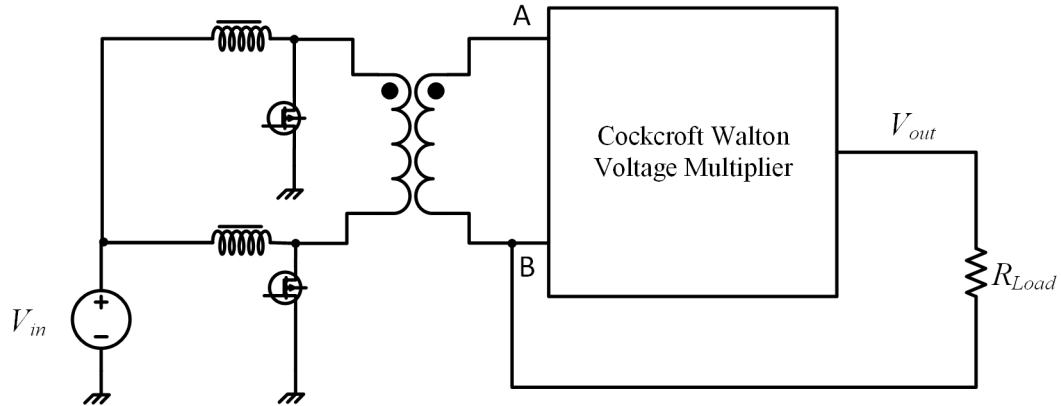 A
Cockcroft Walton
Voltage Multiplier
V_out
B
R_Load
V_in
+
−